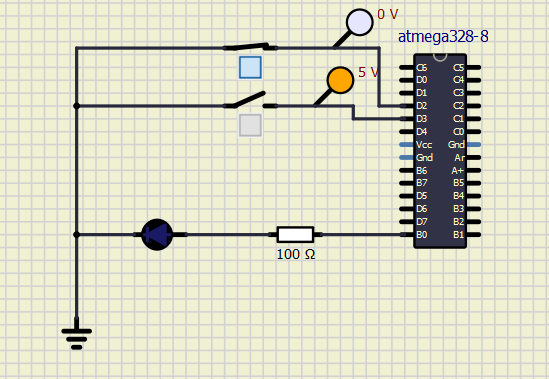 0 V
atmega328-8
5 V
C6 C5
D0 C4
D1 C3
D2 C2
D3 C1
D4 C0
Vcc Gnd
Gnd Ar
B6 A+
B7 B5
D5 B4
D6 B3
D7 B2
B0 B1
100 Ω